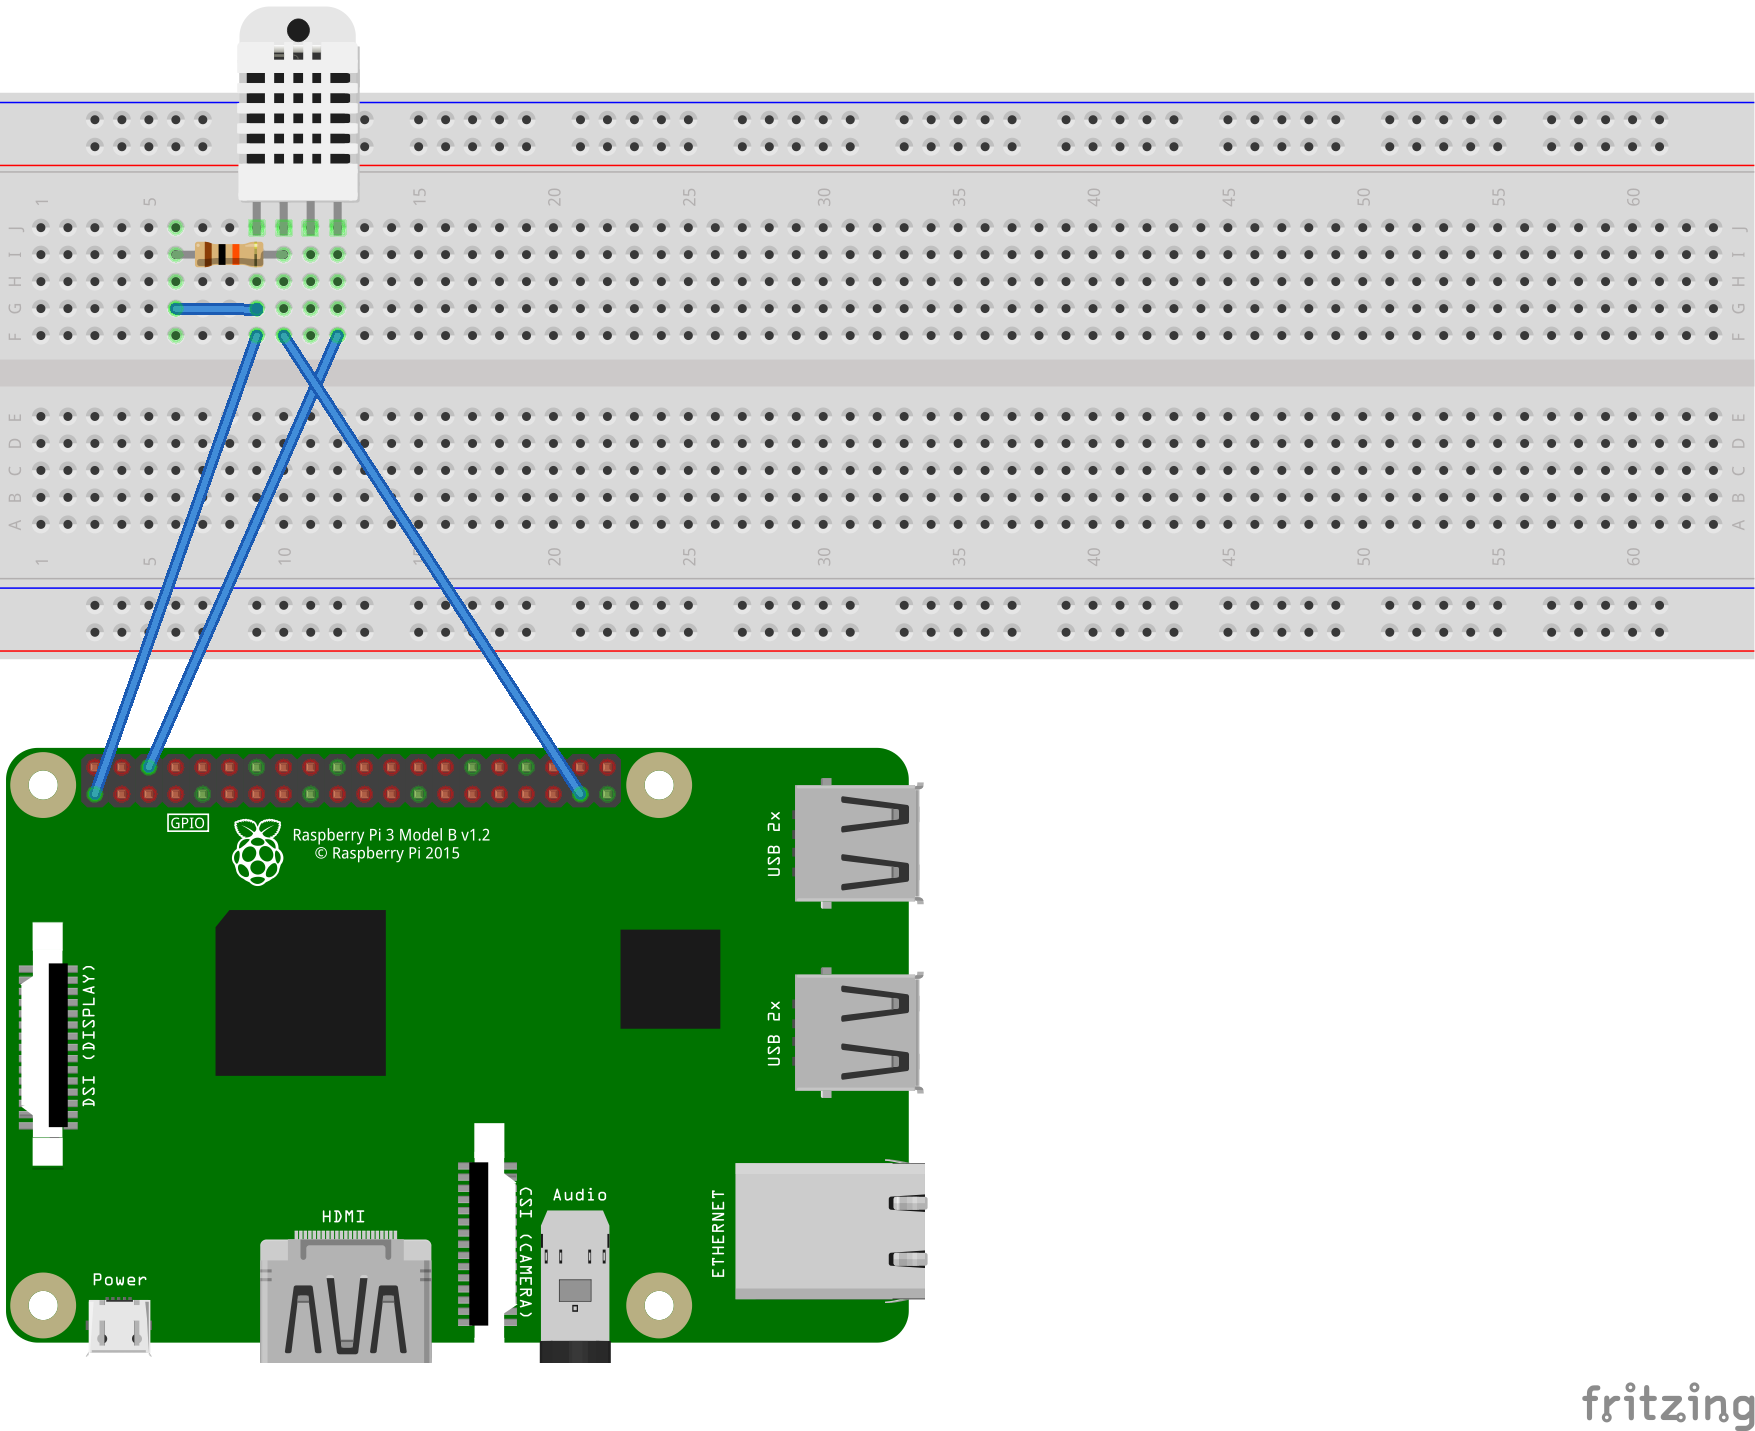 1 5 15 20 25 30 35 40 45 50 55 60
J J
I I
H H
G G
F F
E E
D D
C C
B B
A A
1 5 10 20 25 30 35 40 45 50 55 60
GPIO
Raspberry Pi 3 Model B v1.2
© Raspberry Pi 2015
USB 2x
USB 2x
DSI (DISPLAY)
CSI (CAMERA)
Audio
ETHERNET
HDMI
Power
fritzing